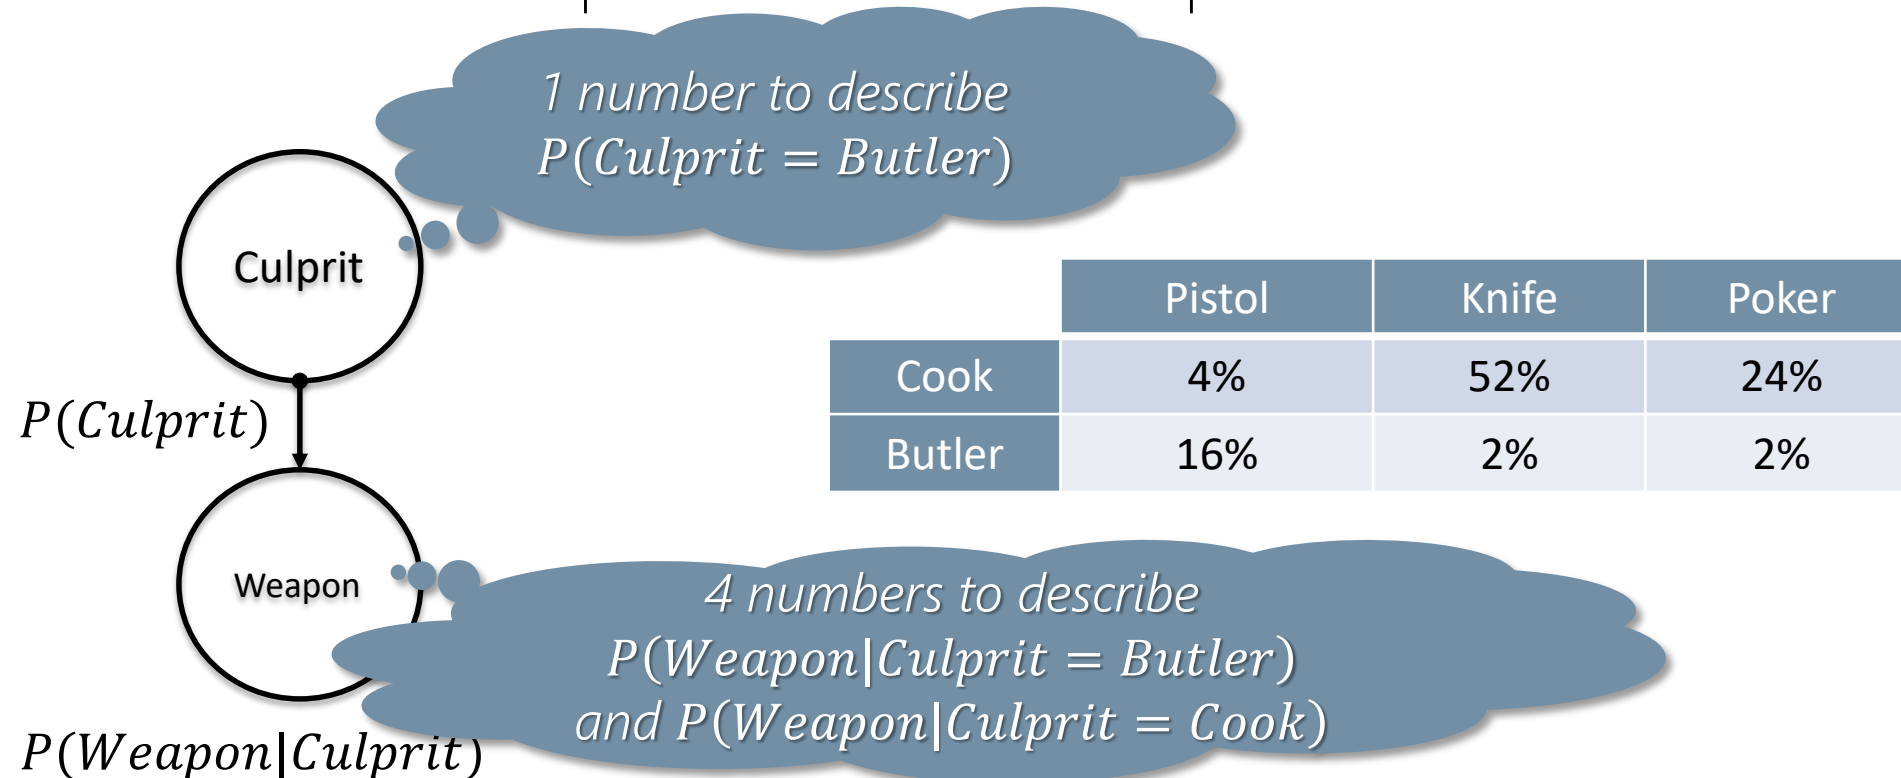 1 number to describe
P(Culprit = Butler)
Culprit
P(Culprit)
Pistol Knife Poker
Cook 4% 52% 24%
Butler 16% 2% 2%
Weapon
4 numbers to describe
P(Weapon|Culprit = Butler)
and P(Weapon|Culprit = Cook)
P(Weapon|Culprit)